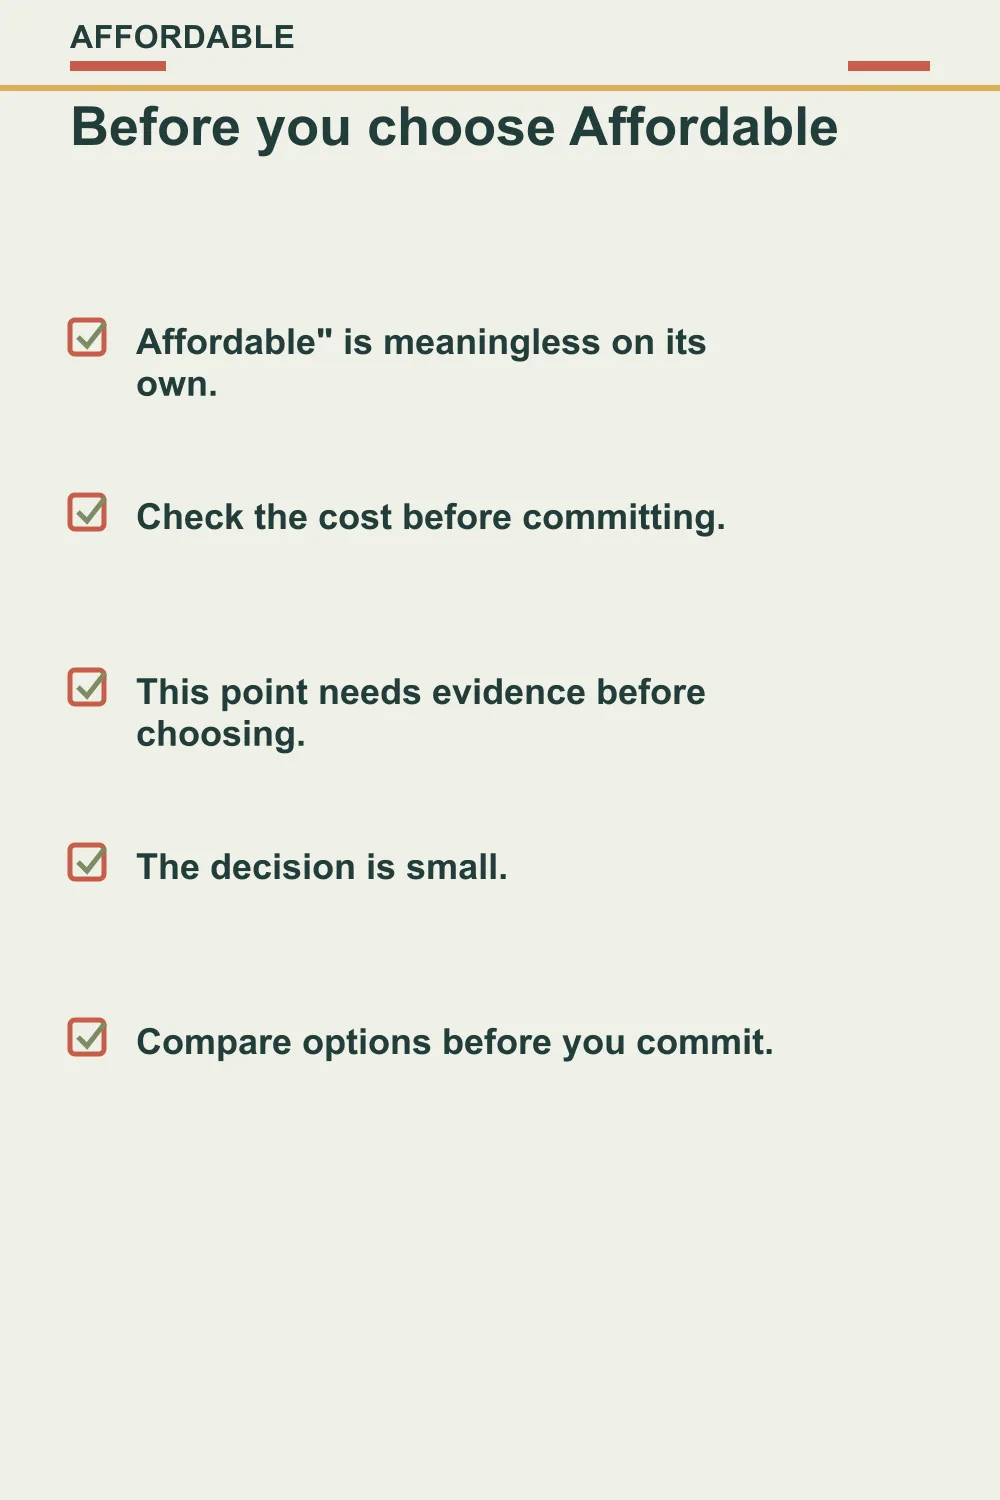 AFFORDABLE
Before you choose Affordable
Affordable" is meaningless on its
own.
Check the cost before committing.
This point needs evidence before
choosing.
The decision is small.
Compare options before you commit.